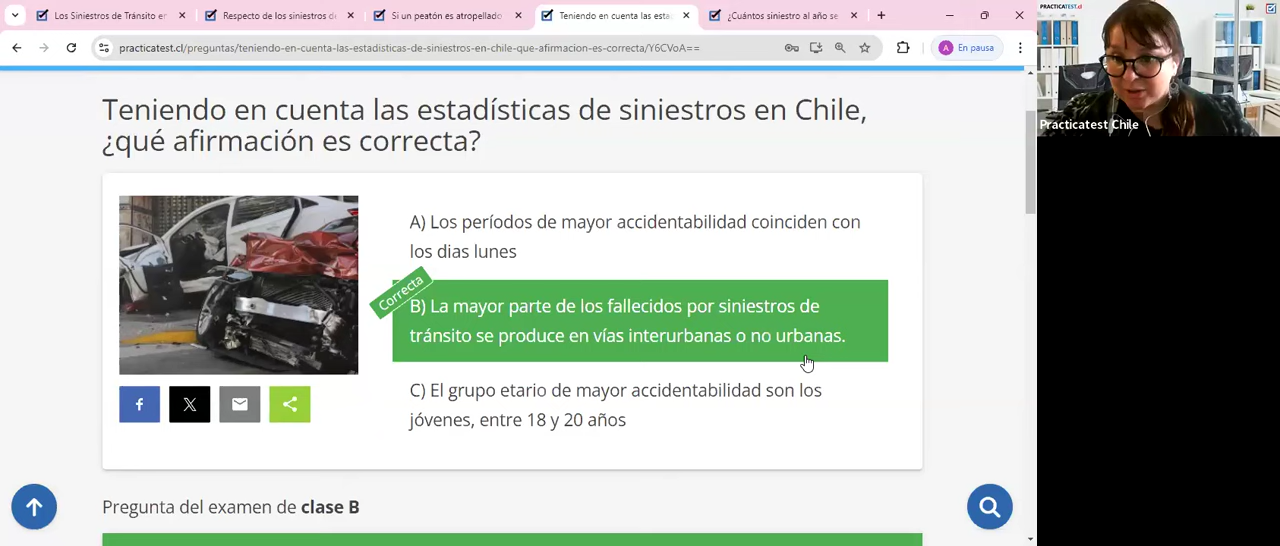 Los Siniestros de Tránsito er
Respecto de los siniestros de
Si un peatón es atropellado
Teniendo en cuenta las esta
¿Cuántos siniestro al año se
practicatest.cl/preguntas/teniendo-en-cuenta-las-estadisticas-de-siniestros-en-chile-que-afirmacion-es-correcta/Y6CVoA==
A
En pausa
PRACTICATEST.cl
Practicatest Chile
Teniendo en cuenta las estadísticas de siniestros en Chile,
¿qué afirmación es correcta?
A) Los períodos de mayor accidentabilidad coinciden con
los dias lunes
Correcta
B) La mayor parte de los fallecidos por siniestros de
tránsito se produce en vías interurbanas o no urbanas.
C) El grupo etario de mayor accidentabilidad son los
jóvenes, entre 18 y 20 años
Pregunta del examen de clase B